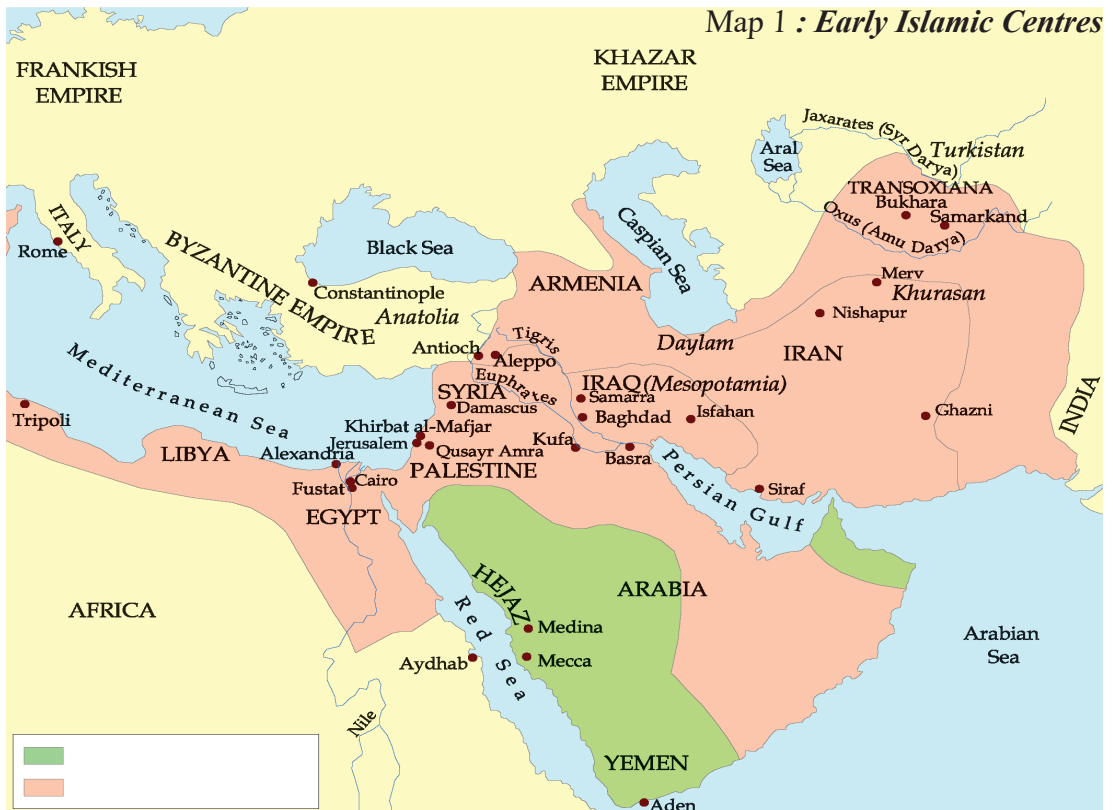 Map 1 : Early Islamic Centres
FRANKISH
EMPIRE
KHAZAR
EMPIRE
Jaxarates (Syr Darya)
Turkistan
Aral
Sea
TRANSOXIANA
Bukhara
Samarkand
Oxus (Amu Darya)
ITALY
Rome
BYZANTINE EMPIRE
Black Sea
Caspian Sea
Constantinople
Anatolia
ARMENIA
Merv
Khurasan
Nishapur
Daylam
IRAN
Mediterranean Sea
Antioch
Aleppo
Tigris
Euphrates
SYRIA
Damascus
IRAQ (Mesopotamia)
Samarra
Baghdad
Isfahan
Ghazni
INDIA
Tripoli
LIBYA
Khirbat al-Mafjar
Jerusalem
Qusayr Amra
PALESTINE
Kufa
Basra
Alexandria
Cairo
Fustat
EGYPT
Persian Gulf
Siraf
AFRICA
HEJAZ
ARABIA
Red Sea
Medina
Mecca
Aydhab
Arabian
Sea
Nile
YEMEN
Aden